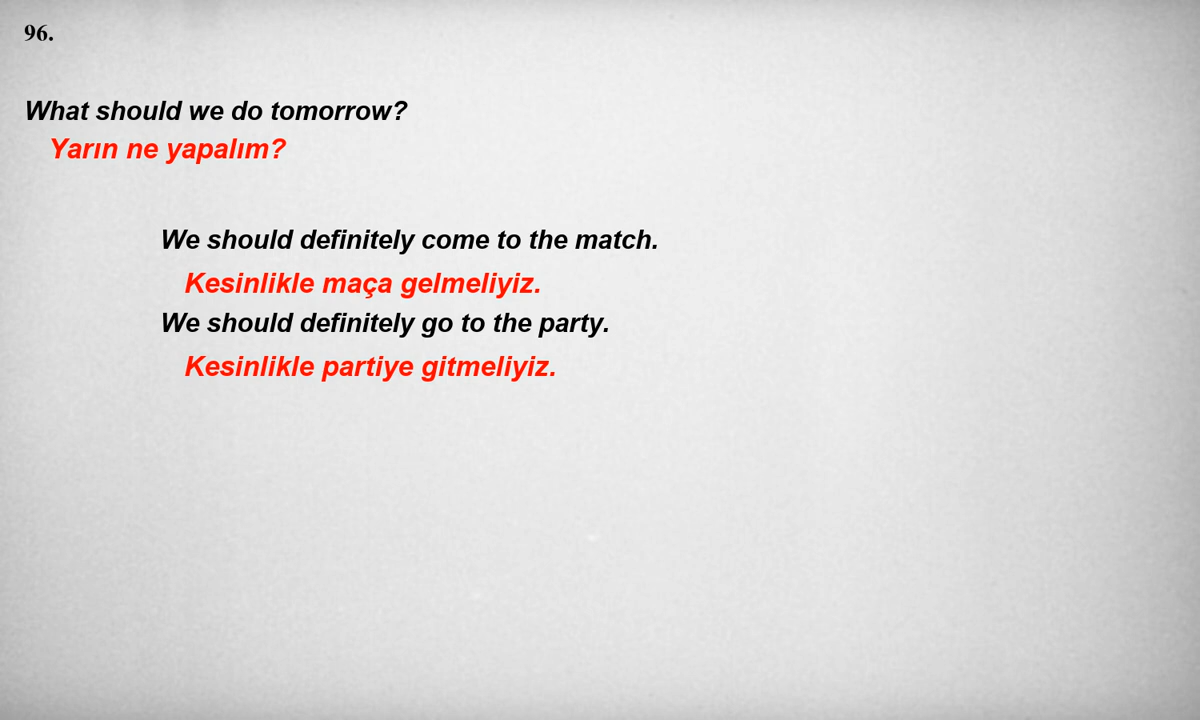 96.
What should we do tomorrow?
Yarın ne yapalım?
We should definitely come to the match.
Kesinlikle maça gelmeliyiz.
We should definitely go to the party.
Kesinlikle partiye gitmeliyiz.